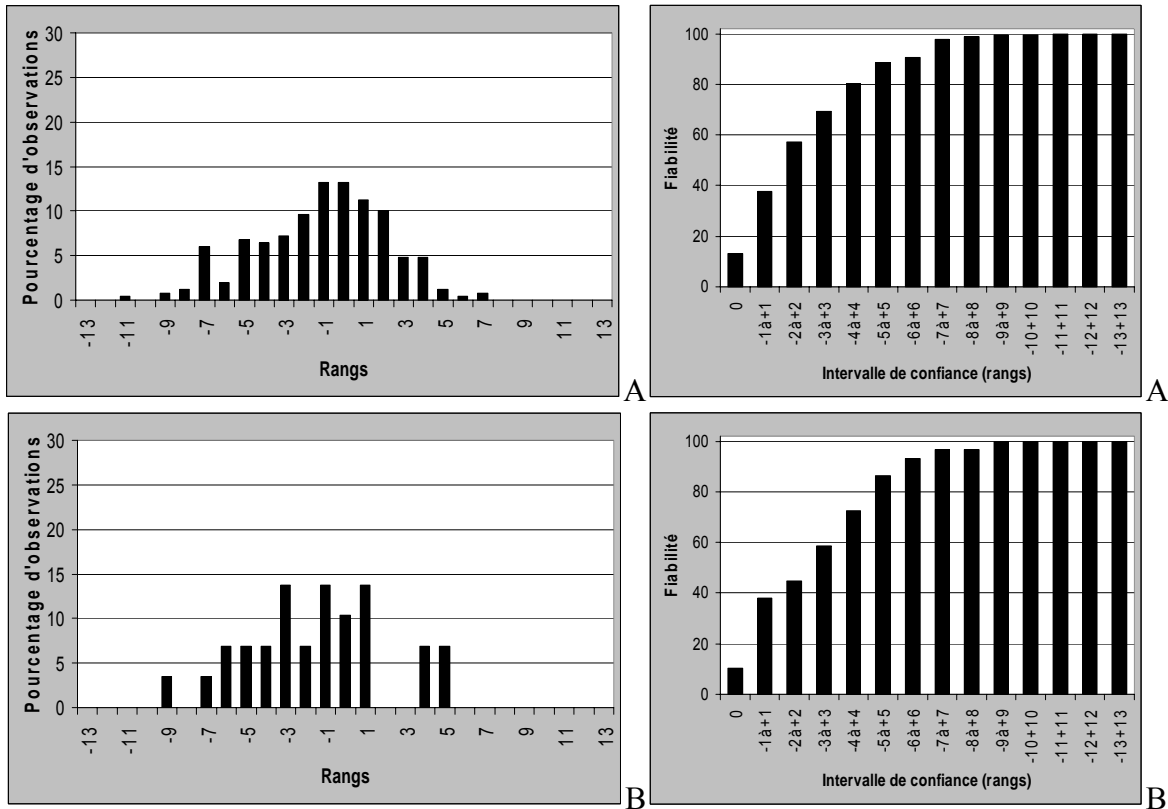 Pourcentage d'observations
30
25
20
15
10
5
0
-13
-11
-9
-7
-5
-3
-1
1
3
5
7
9
11
13
Rangs
A
Fiabilité
100
80
60
40
20
0
0
-1à+1
-2à+2
-3à+3
-4à+4
-5à+5
-6à+6
-7à+7
-8à+8
-9à+9
-10+10
-11+11
-12+12
-13+13
Intervalle de confiance (rangs)
A
Pourcentage d'observations
30
25
20
15
10
5
0
-13
-11
-9
-7
-5
-3
-1
1
3
5
7
9
11
13
Rangs
B
Fiabilité
100
80
60
40
20
0
0
-1à+1
-2à+2
-3à+3
-4à+4
-5à+5
-6à+6
-7à+7
-8à+8
-9à+9
-10+10
-11+11
-12+12
-13+13
Intervalle de confiance (rangs)
B